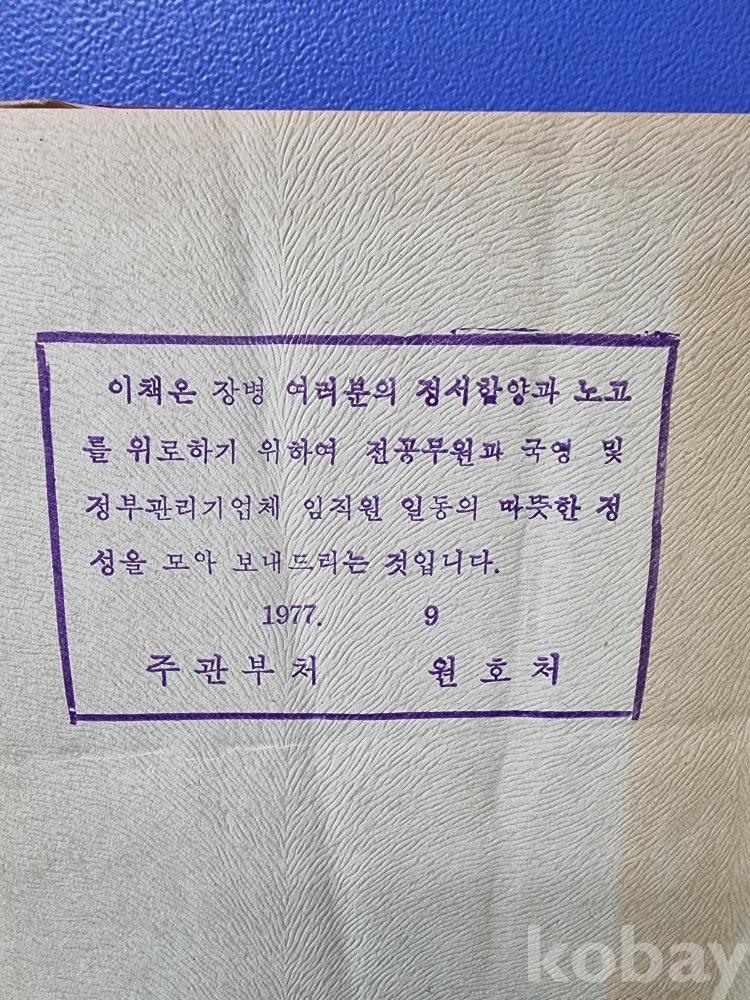 이책은 장병 여러분의 정서함양과 노고
를 위로하기 위하여 전공무원과 국영 및
정부관리기업체 임직원 일동의 따뜻한 정
성을 모아 보내드리는 것입니다.
1977. 9
주관부처 원호처
kobay